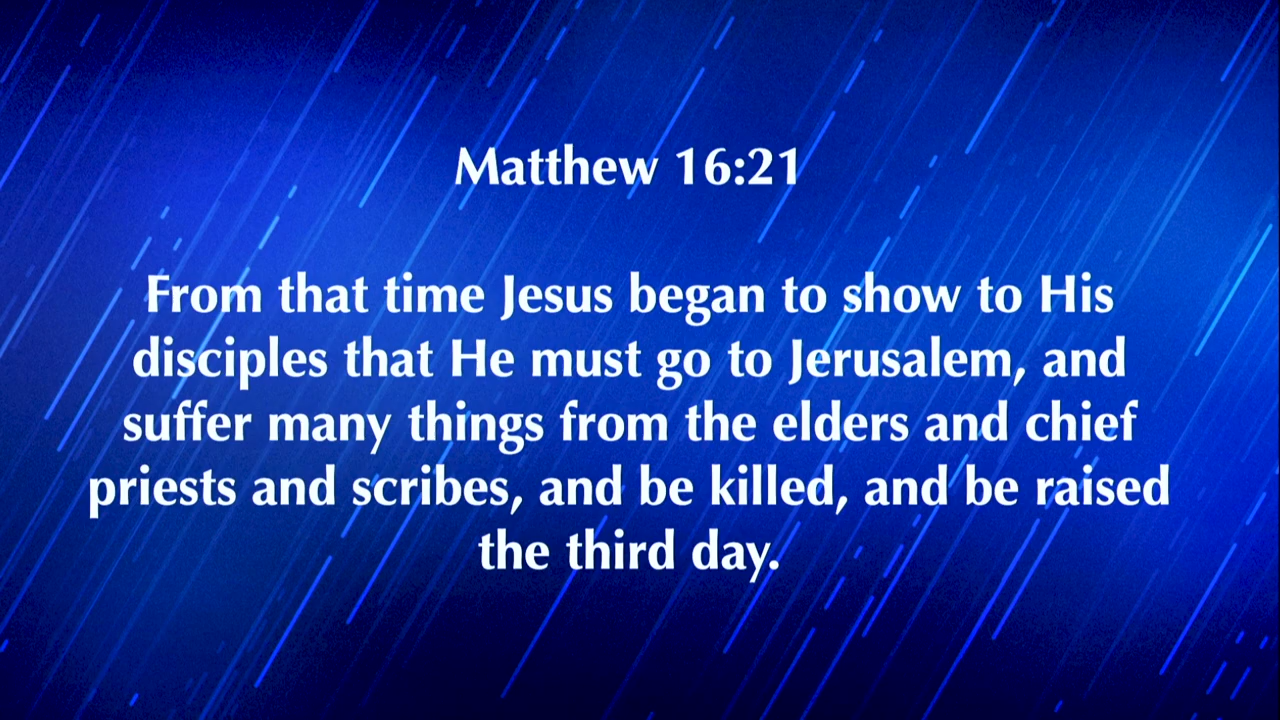 Matthew 16:21
From that time Jesus began to show to His
disciples that He must go to Jerusalem, and
suffer many things from the elders and chief
priests and scribes, and be killed, and be raised
the third day.